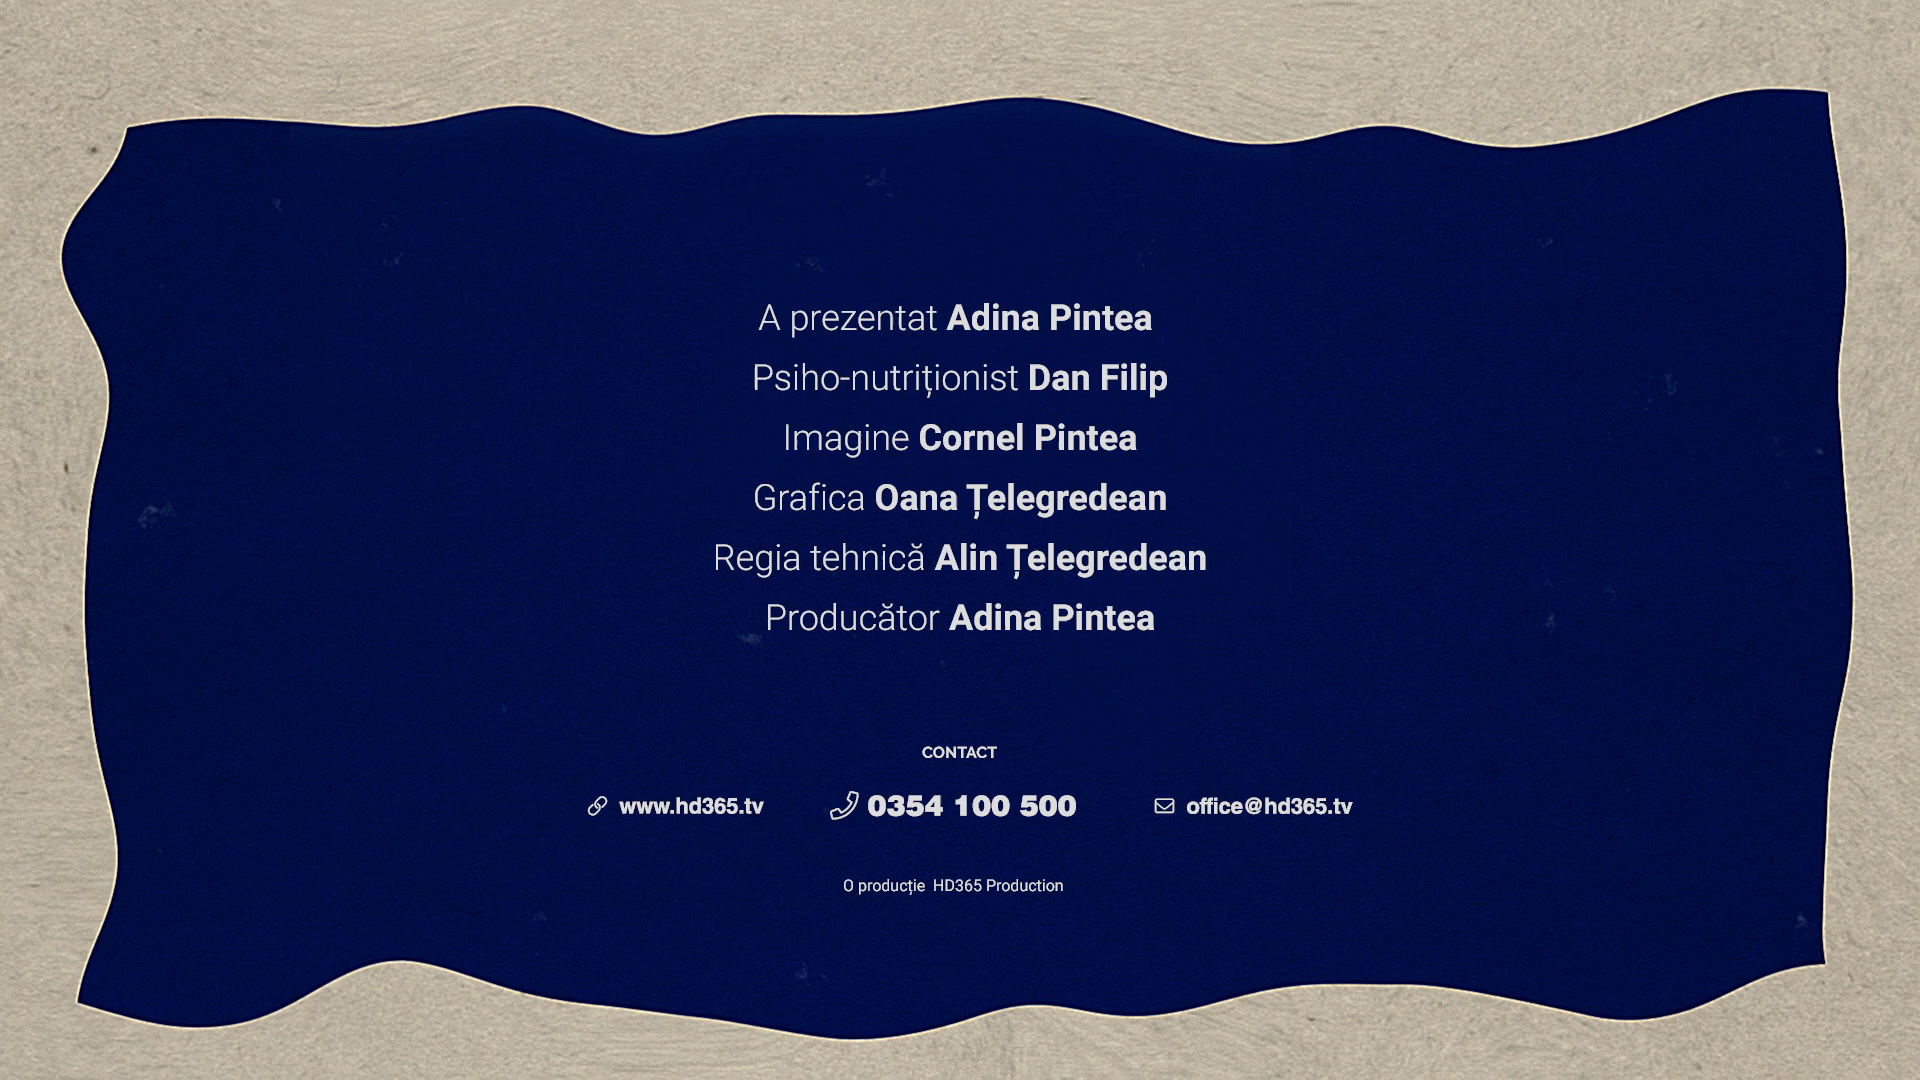 A prezentat Adina Pintea
Psiho-nutriționist Dan Filip
Imagine Cornel Pintea
Grafica Oana Țelegredean
Regia tehnică Alin Țelegredean
Producător Adina Pintea
CONTACT
www.hd365.tv 0354 100 500 office@hd365.tv
O producție HD365 Production